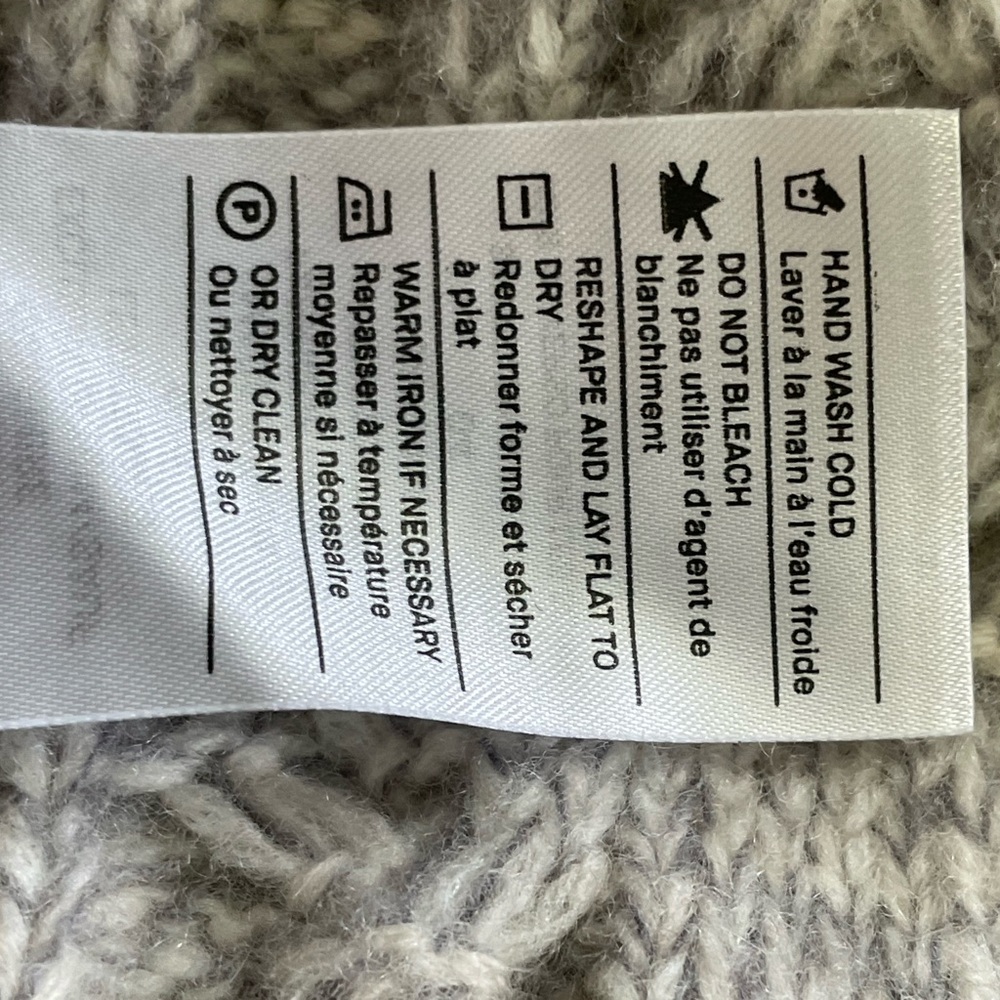 HAND WASH COLD
Laver à la main à l'eau froide
DO NOT BLEACH
Ne pas utiliser d'agent de
blanchiment
RESHAPE AND LAY FLAT TO
DRY
Redonner forme et sécher
à plat
WARM IRON IF NECESSARY
Repasser à température
moyenne si nécessaire
P
OR DRY CLEAN
Ou nettoyer à sec